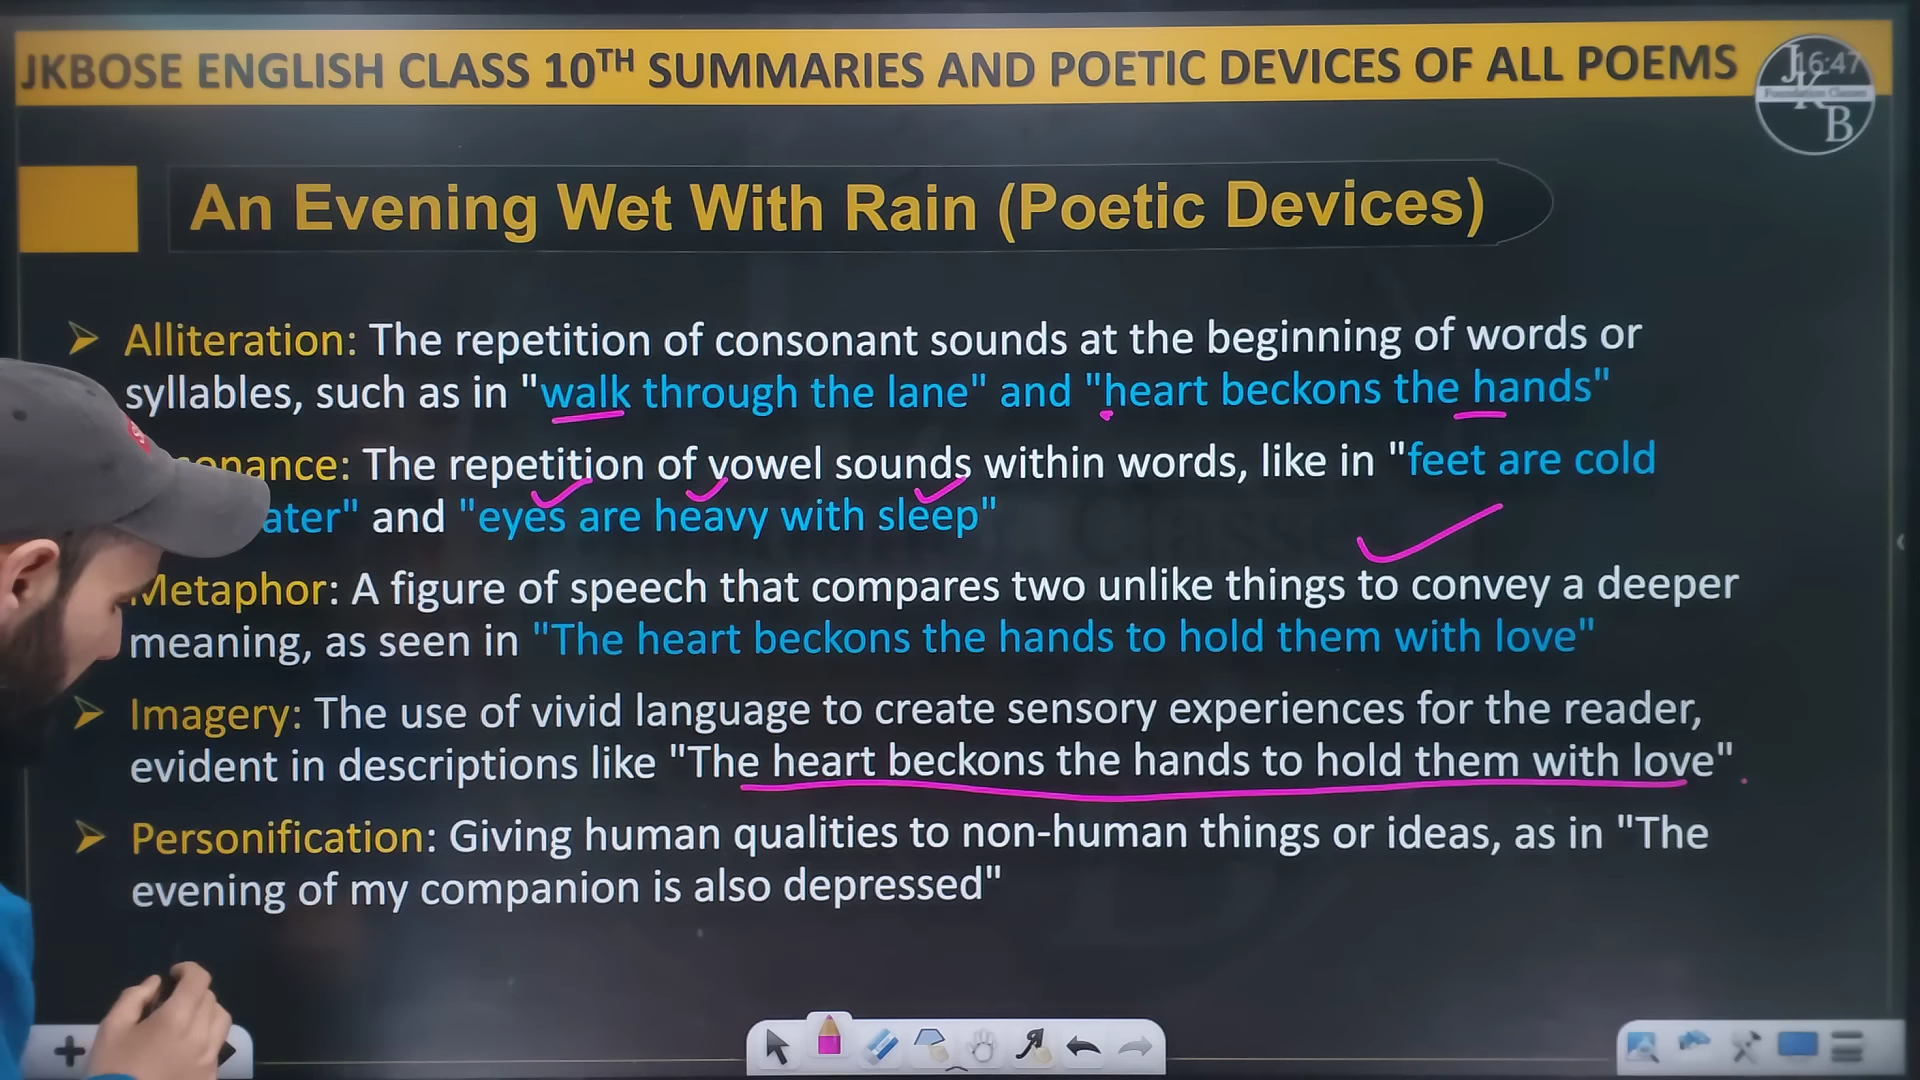 JKBOSE ENGLISH CLASS 10TH SUMMARIES AND POETIC DEVICES OF ALL POEMS
16:47
JK
Foundation Classes
B
An Evening Wet With Rain (Poetic Devices)
Alliteration: The repetition of consonant sounds at the beginning of words or
syllables, such as in "walk through the lane" and "heart beckons the hands"
The repetition of vowel sounds within words, like in "feet are cold
and "eyes are heavy with sleep"
Metaphor: A figure of speech that compares two unlike things to convey a deeper
meaning, as seen in "The heart beckons the hands to hold them with love"
Imagery: The use of vivid language to create sensory experiences for the reader,
evident in descriptions like "The heart beckons the hands to hold them with love".
Personification: Giving human qualities to non-human things or ideas, as in "The
evening of my companion is also depressed"